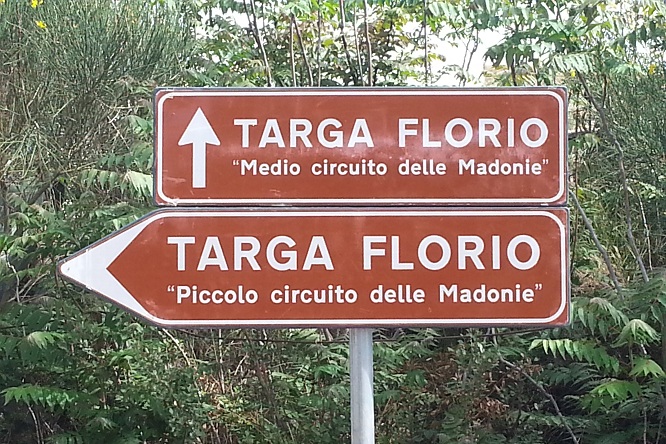 TARGA FLORIO
"Medio circuito delle Madonie"
TARGA FLORIO
"Piccolo circuito delle Madonie"